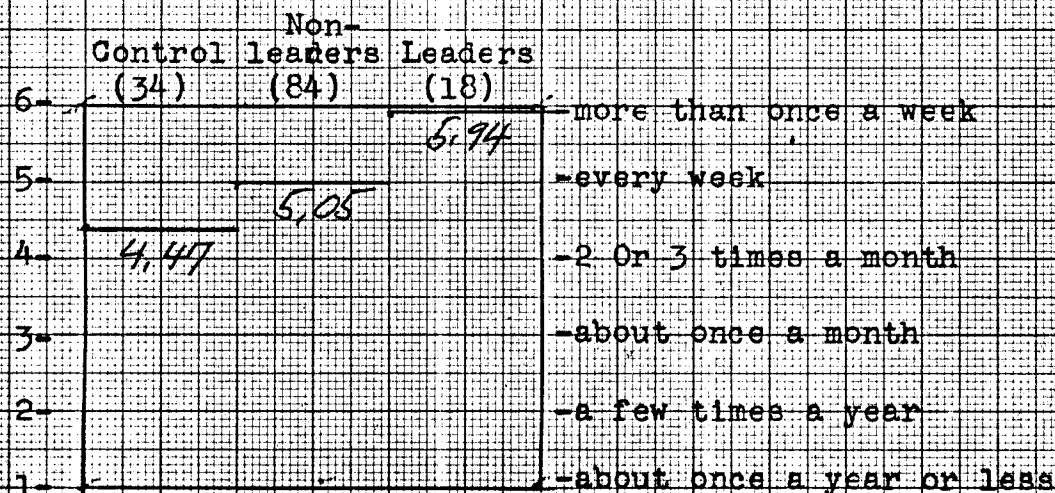 Non-
Control leaders Leaders
(34) (84) (18)
6- -more than once a week
5.94
5- -every week
5,05
4- -2 Or 3 times a month
4,47
3- -about once a month
2- -a few times a year
1- -about once a year or less